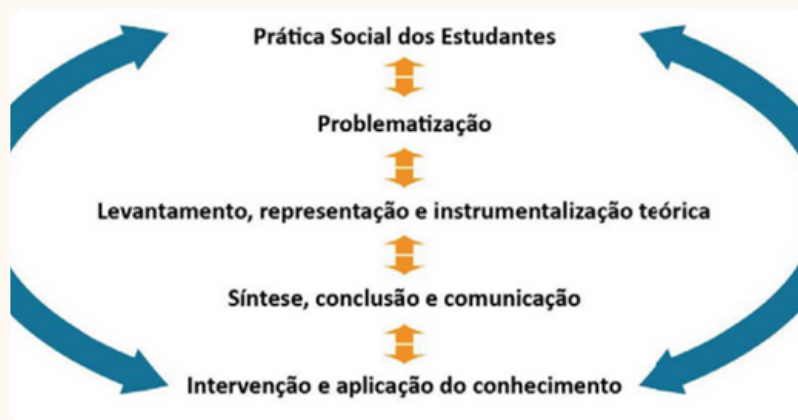 Prática Social dos Estudantes
Problematização
Levantamento, representação e instrumentalização teórica
Síntese, conclusão e comunicação
Intervenção e aplicação do conhecimento